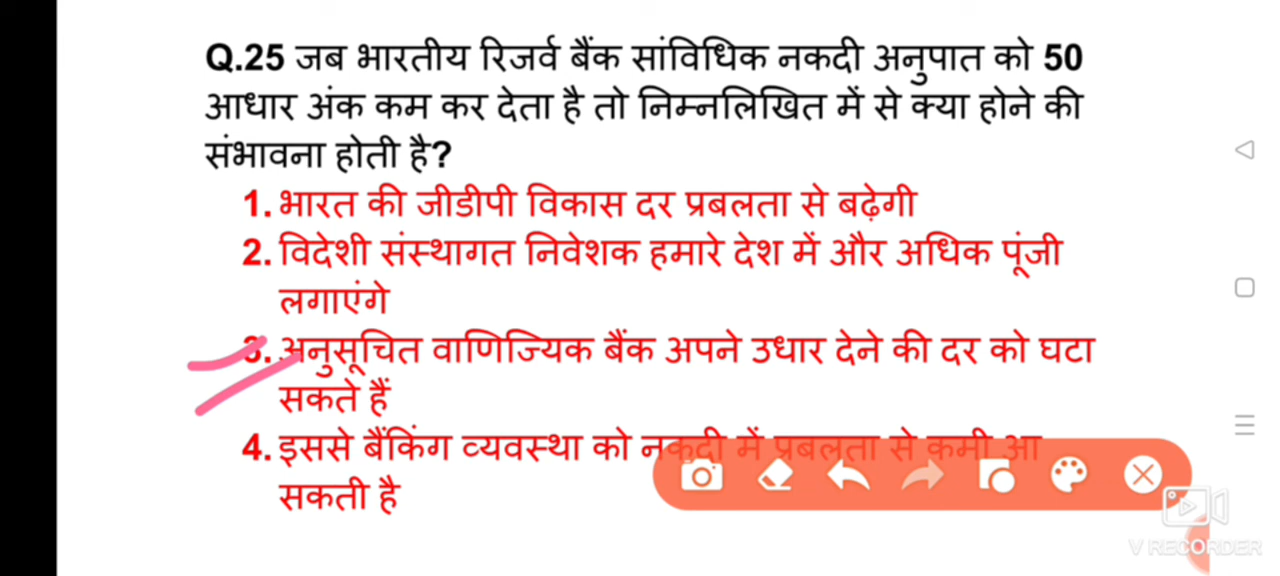 Q.25 जब भारतीय रिजर्व बैंक सांविधिक नकदी अनुपात को 50
आधार अंक कम कर देता है तो निम्नलिखित में से क्या होने की
संभावना होती है?
1. भारत की जीडीपी विकास दर प्रबलता से बढ़ेगी
2. विदेशी संस्थागत निवेशक हमारे देश में और अधिक पूंजी
लगाएंगे
3. अनुसूचित वाणिज्यिक बैंक अपने उधार देने की दर को घटा
सकते हैं
4. इससे बैंकिंग व्यवस्था को नकदी में प्रबलता से कमी आ
सकती है
V RECORDER